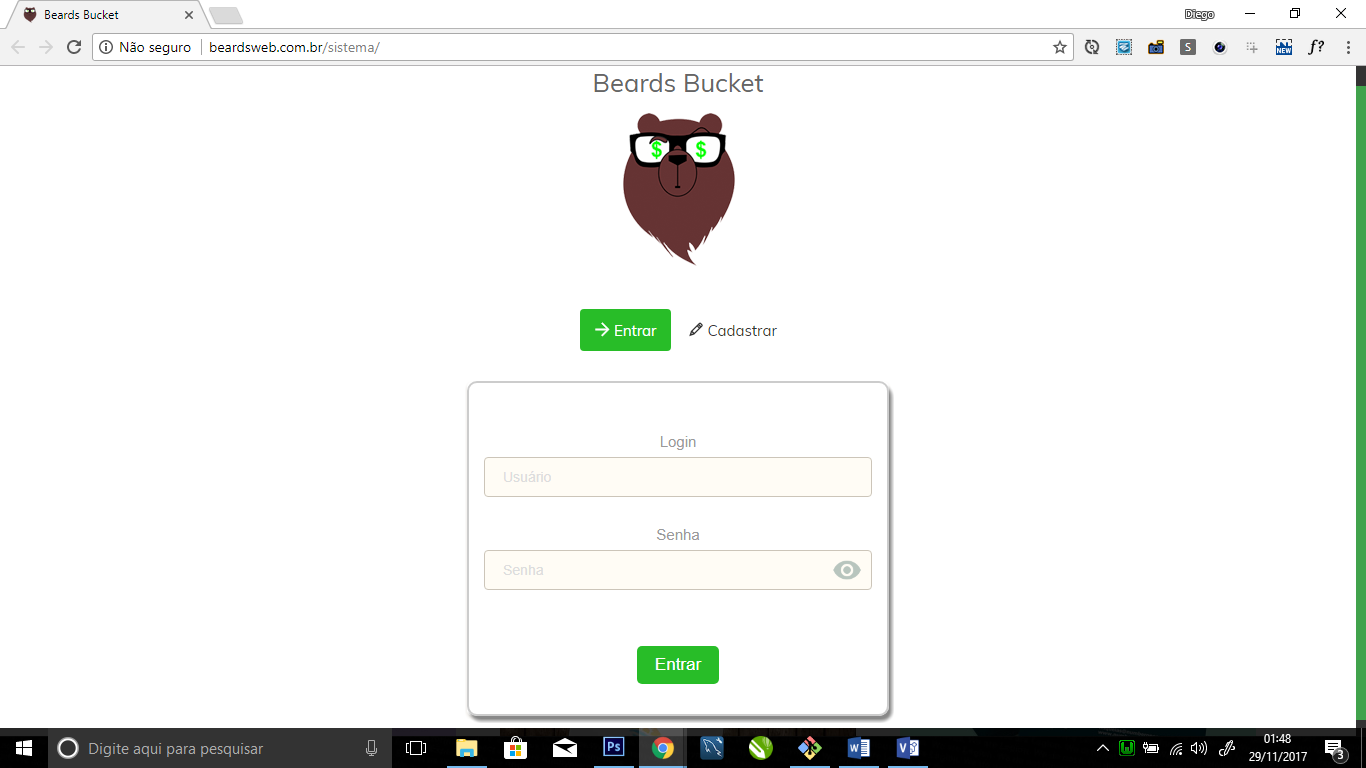 Beards Bucket
Diego
Não seguro
beardsweb.com.br/sistema/
S
NEW
f?
Beards Bucket
$ $
Entrar
Cadastrar
Login
Usuário
Senha
Senha
Entrar
Digite aqui para pesquisar
Ps
01:48
29/11/2017
3